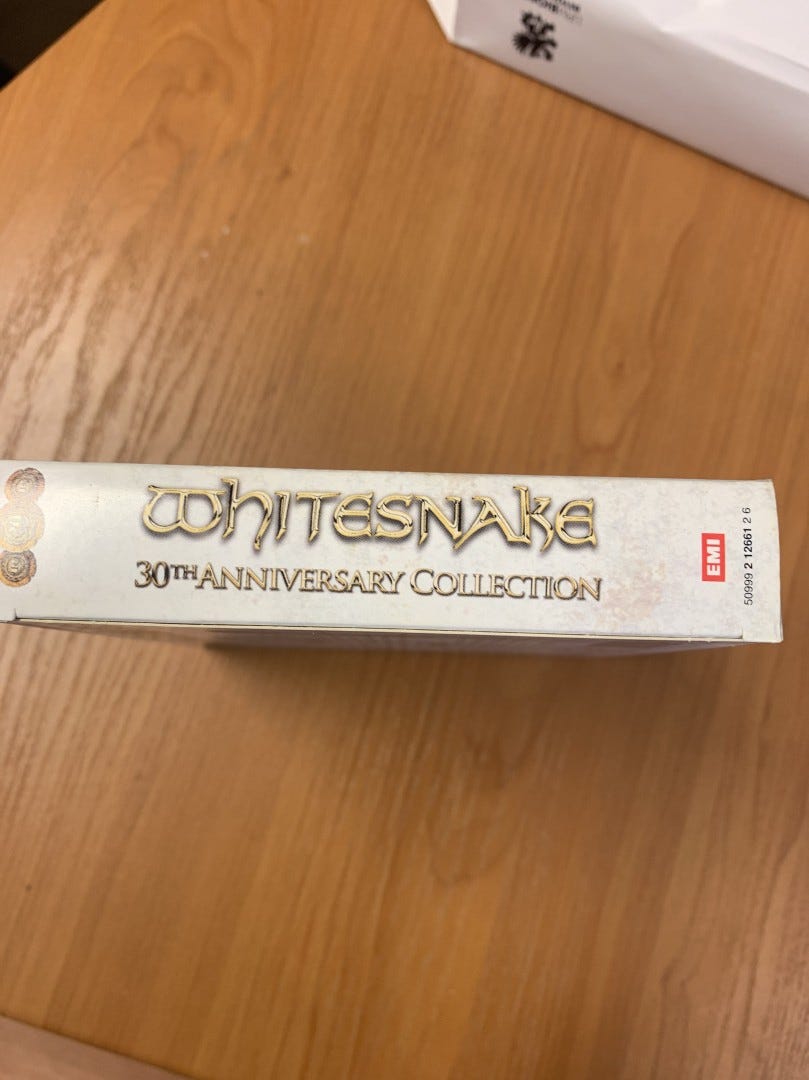 WHITESNAKE
30TH ANNIVERSARY COLLECTION
EMI
50999 2 12661 2 6